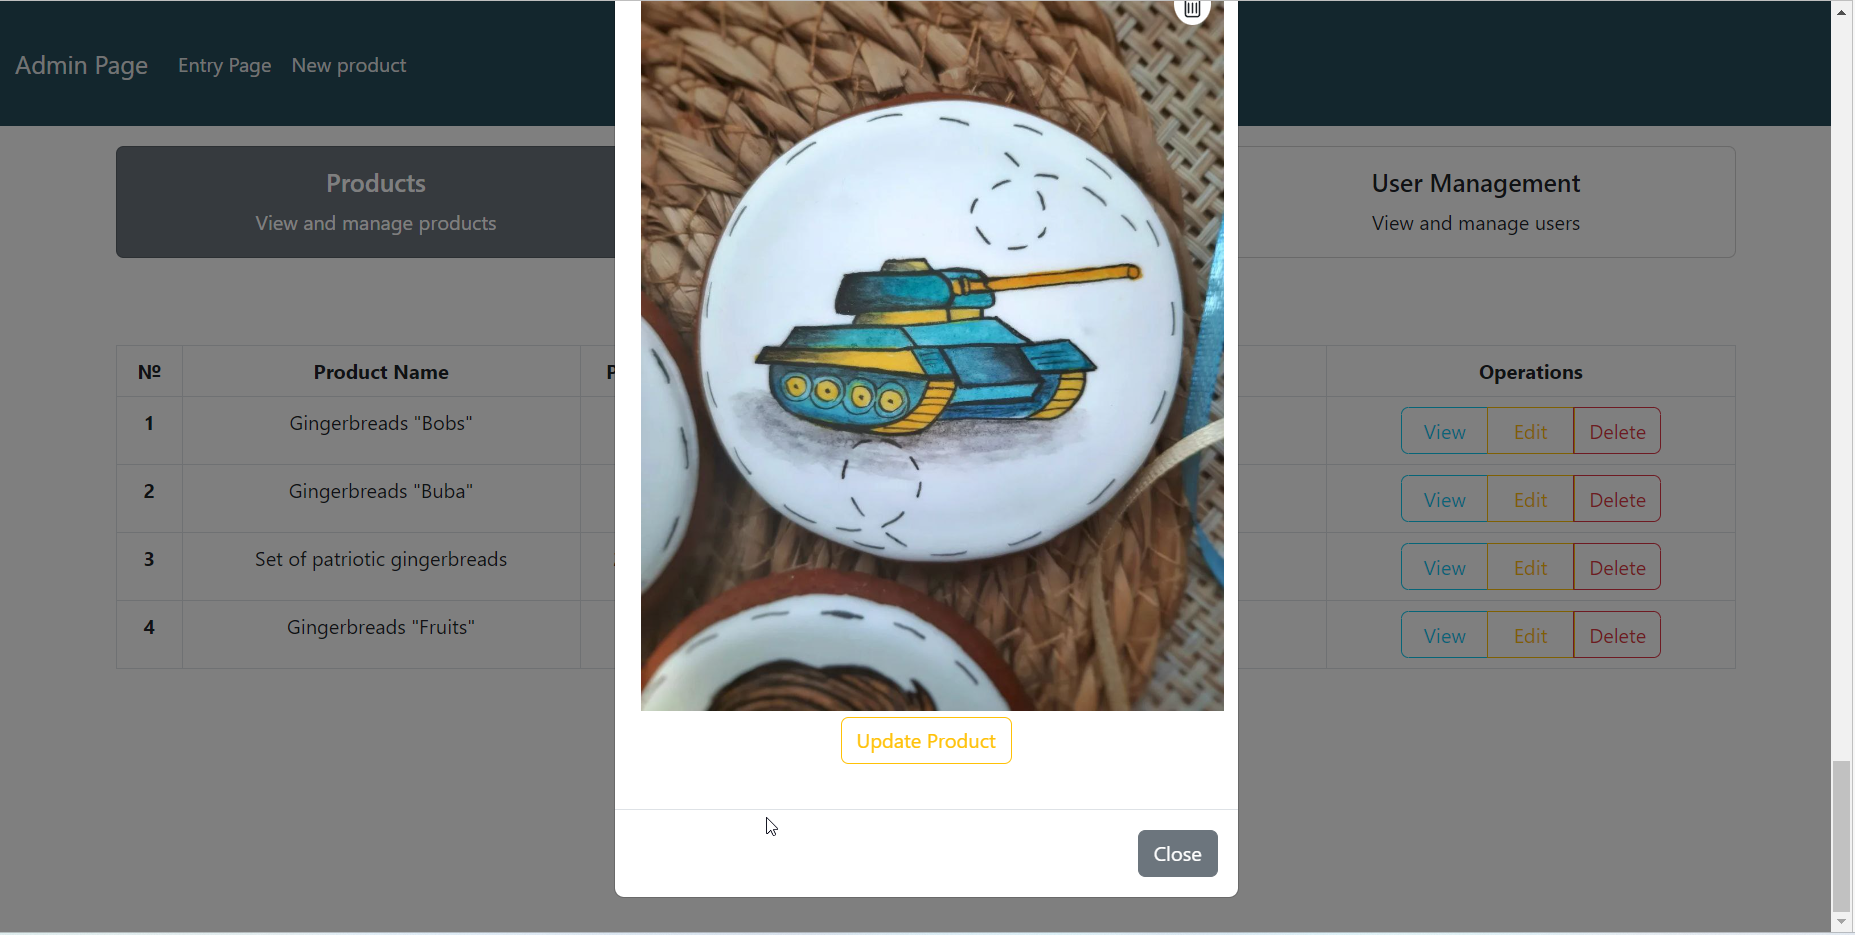 Admin Page
Entry Page
New product
Products
View and manage products
User Management
View and manage users
№
Product Name
Operations
1
Gingerbreads "Bobs"
View
Edit
Delete
2
Gingerbreads "Buba"
View
Edit
Delete
3
Set of patriotic gingerbreads
View
Edit
Delete
4
Gingerbreads "Fruits"
View
Edit
Delete
Update Product
Close